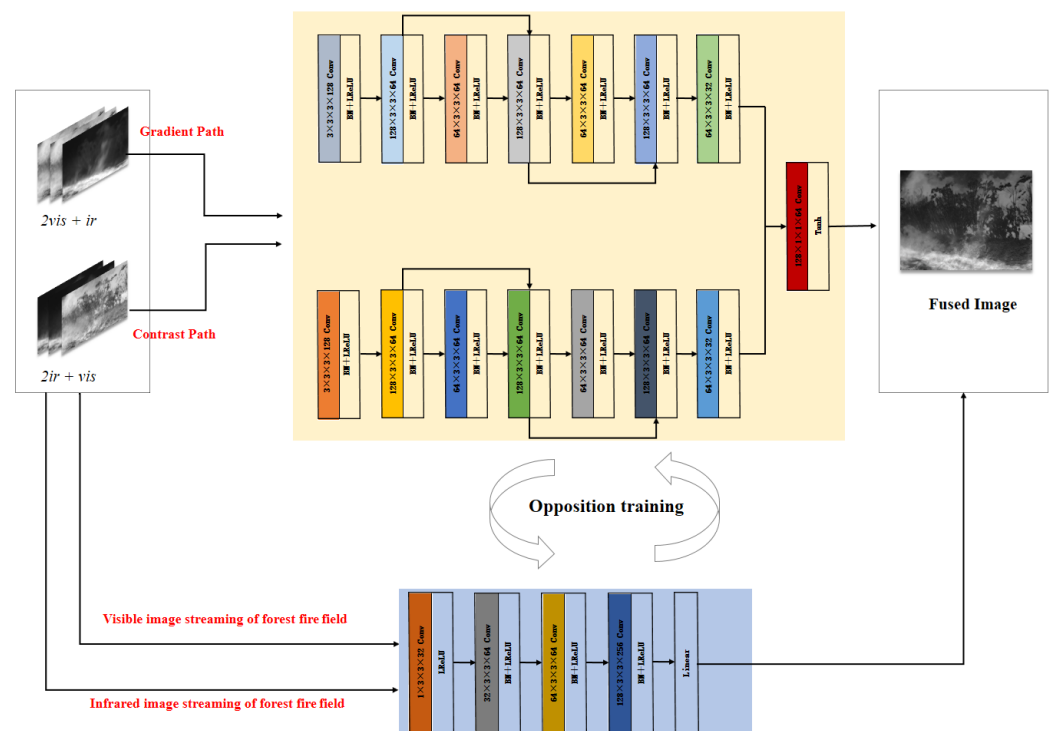 3×3×3×128 Conv
BN+LReLU
128×3×3×64 Conv
BN+LReLU
64×3×3×64 Conv
BN+LReLU
128×3×3×64 Conv
BN+LReLU
64×3×3×64 Conv
BN+LReLU
128×3×3×64 Conv
BN+LReLU
64×3×3×32 Conv
BN+LReLU
Gradient Path
2vis + ir
Contrast Path
2ir + vis
128×1×1×64 Conv
Tanh
Fused Image
3×3×3×128 Conv
BN+LReLU
128×3×3×64 Conv
BN+LReLU
64×3×3×64 Conv
BN+LReLU
128×3×3×64 Conv
BN+LReLU
64×3×3×64 Conv
BN+LReLU
128×3×3×64 Conv
BN+LReLU
64×3×3×32 Conv
BN+LReLU
Opposition training
Visible image streaming of forest fire field
Infrared image streaming of forest fire field
1×3×3×32 Conv
LReLU
32×3×3×64 Conv
BN+LReLU
64×3×3×64 Conv
BN+LReLU
128×3×3×256 Conv
BN+LReLU
Linear